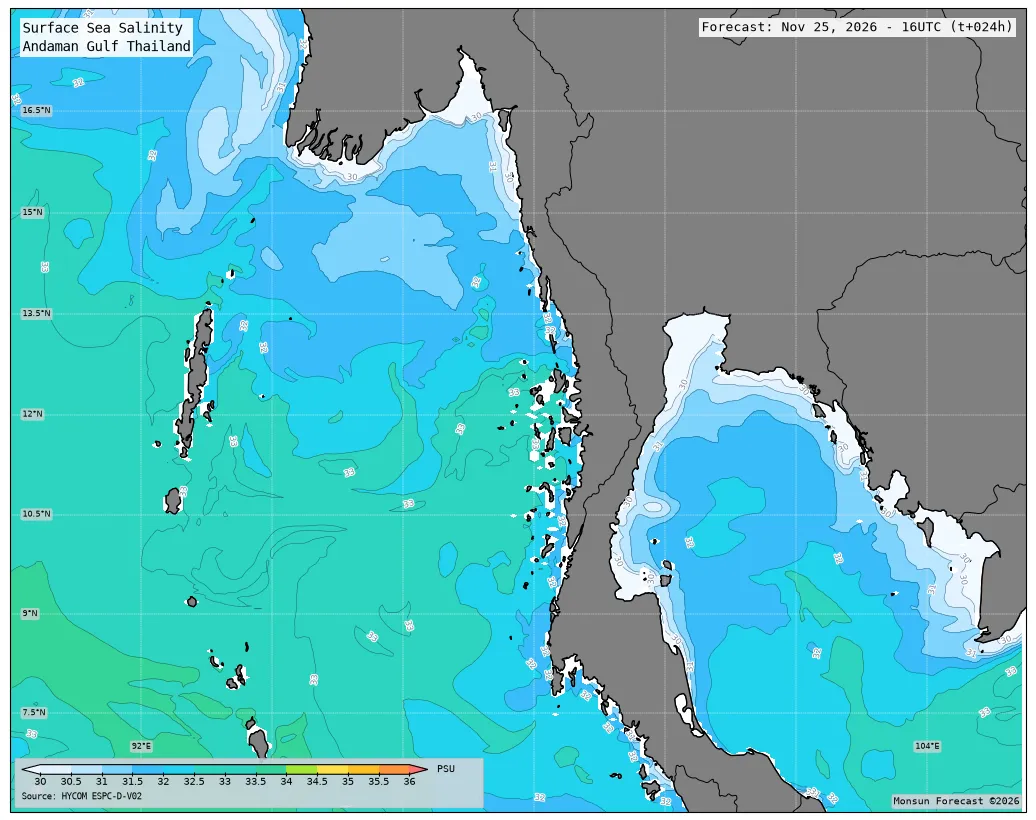 Surface Sea Salinity
Andaman Gulf Thailand
Forecast: Nov 25, 2026 - 16UTC (t+024h)
16.5°N
15°N
13.5°N
12°N
10.5°N
9°N
7.5°N
92°E
104°E
30 30.5 31 31.5 32 32.5 33 33.5 34 34.5 35 35.5 36 PSU
Source: HYCOM ESPC-D-V02
Monsun Forecast ©2026